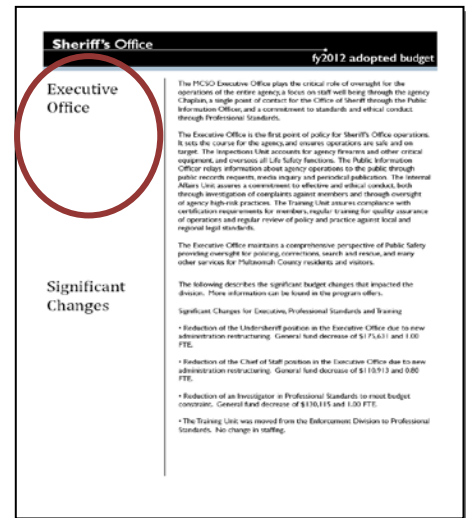 Sheriff's Office
fy2012 adopted budget
Executive
Office
The MCSO Executive Office plays the critical role of oversight for the
operations of the entire agency, a focus on staff well being through the agency
Chaplain, a single point of contact for the Office of Sheriff through the Public
Information Officer, and a commitment to standards and ethical conduct
through Professional Standards.
The Executive Office is the first point of policy for Sheriff's Office operations.
It sets the course for the agency, and ensures operations are safe and on
target. The Inspections Unit accounts for agency firearms and other critical
equipment, and oversees all Life Safety functions. The Public Information
Officer relays information about agency operations to the public through
public records requests, media inquiry and periodical publication. The Internal
Affairs Unit assures a commitment to effective and ethical conduct, both
through investigation of complaints against members and through oversight
of agency high-risk practices. The Training Unit assures compliance with
certification requirements for members, regular training for quality assurance
of operations and regular review of policy and practice against local and
regional legal standards.
The Executive Office maintains a comprehensive perspective of Public Safety
providing oversight for policing, corrections, search and rescue, and many
other services for Multnomah County residents and visitors.
Significant
Changes
The following describes the significant budget changes that impacted the
division. More information can be found in the program offers.
Significant Changes for Executive, Professional Standards and Training
• Reduction of the Undersheriff position in the Executive Office due to new
administration restructuring. General fund decrease of $175,631 and 1.00
FTE.
• Reduction of the Chief of Staff position in the Executive Office due to new
administration restructuring. General fund decrease of $110,913 and 0.80
FTE.
• Reduction of an Investigator in Professional Standards to meet budget
constraint. General fund decrease of $130,115 and 1.00 FTE.
• The Training Unit was moved from the Enforcement Division to Professional
Standards. No change in staffing.